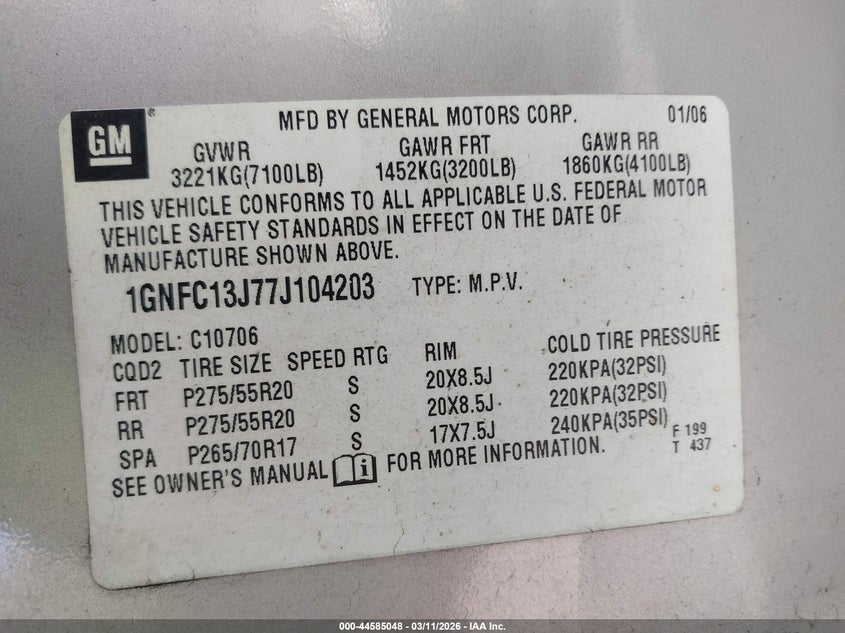 GM
MFD BY GENERAL MOTORS CORP. 01/06
GVWR GAWR FRT GAWR RR
3221KG(7100LB) 1452KG(3200LB) 1860KG(4100LB)
THIS VEHICLE CONFORMS TO ALL APPLICABLE U.S. FEDERAL MOTOR
VEHICLE SAFETY STANDARDS IN EFFECT ON THE DATE OF
MANUFACTURE SHOWN ABOVE.
1GNFC13J77J104203 TYPE: M.P.V.
MODEL: C10706
CQD2 TIRE SIZE SPEED RTG RIM COLD TIRE PRESSURE
FRT P275/55R20 S 20X8.5J 220KPA(32PSI)
RR P275/55R20 S 20X8.5J 220KPA(32PSI)
SPA P265/70R17 S 17X7.5J 240KPA(35PSI)
SEE OWNER'S MANUAL i FOR MORE INFORMATION.
F 199
T 437
000-44585048 - 03/11/2026 - IAA Inc.